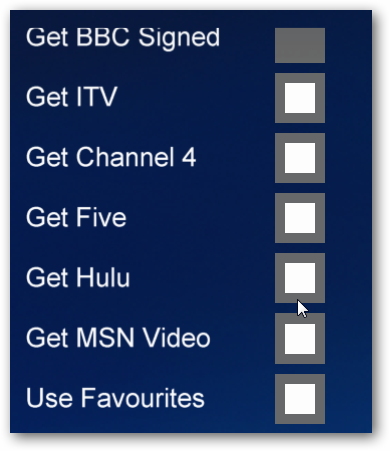 Get BBC Signed
Get ITV
Get Channel 4
Get Five
Get Hulu
Get MSN Video
Use Favourites